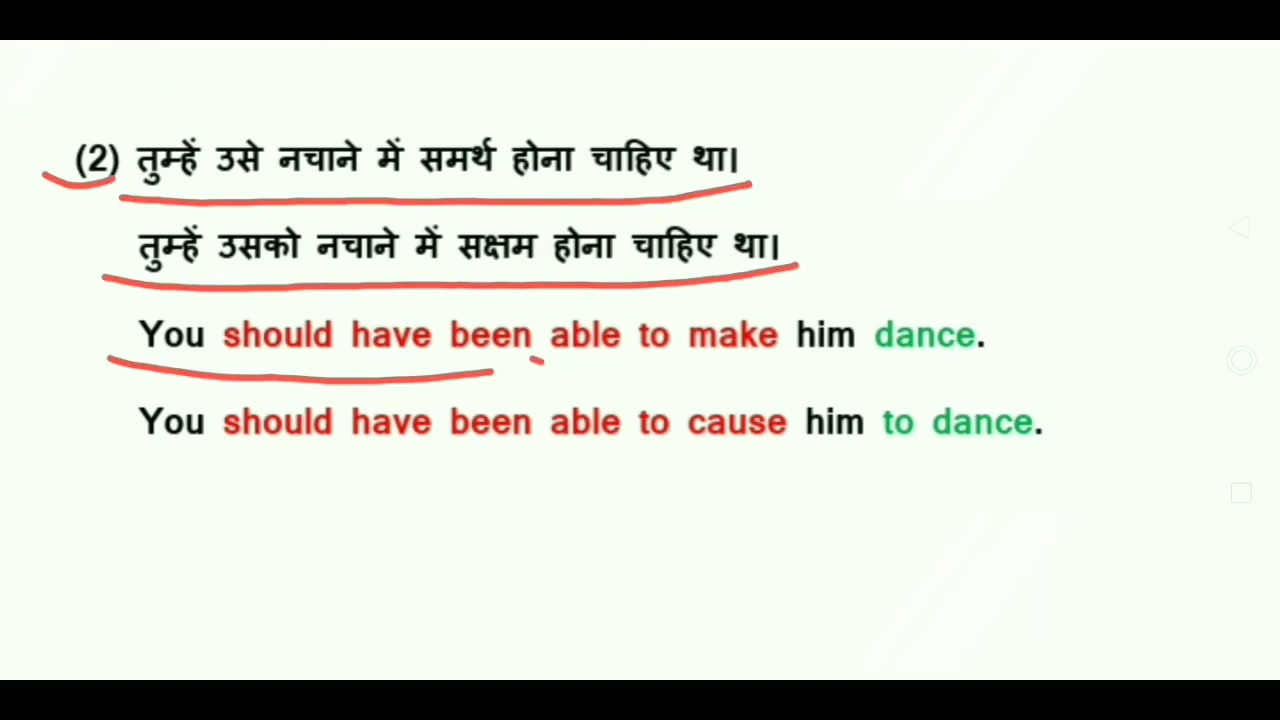 (2) तुम्हें उसे नचाने में समर्थ होना चाहिए था।
तुम्हें उसको नचाने में सक्षम होना चाहिए था।
You should have been able to make him dance.
You should have been able to cause him to dance.